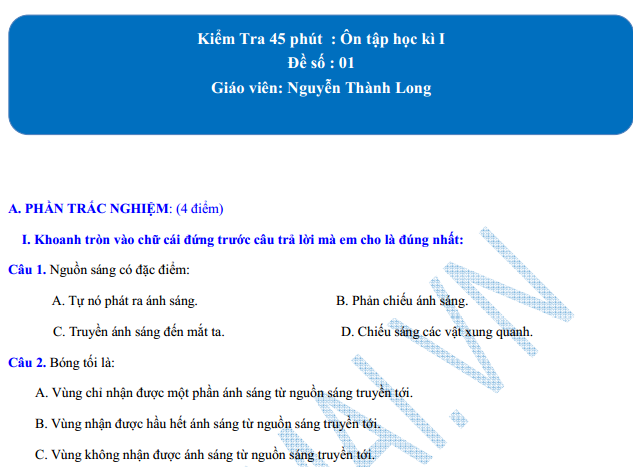 Kiểm Tra 45 phút : Ôn tập học kì I
Đề số : 01
Giáo viên: Nguyễn Thành Long
A. PHẦN TRẮC NGHIỆM: (4 điểm)
I. Khoanh tròn vào chữ cái đứng trước câu trả lời mà em cho là đúng nhất:
Câu 1. Nguồn sáng có đặc điểm:
A. Tự nó phát ra ánh sáng. B. Phản chiếu ánh sáng.
C. Truyền ánh sáng đến mắt ta. D. Chiếu sáng các vật xung quanh.
Câu 2. Bóng tối là:
A. Vùng chỉ nhận được một phần ánh sáng từ nguồn sáng truyền tới.
B. Vùng nhận được hầu hết ánh sáng từ nguồn sáng truyền tới.
C. Vùng không nhận được ánh sáng từ nguồn sáng truyền tới.